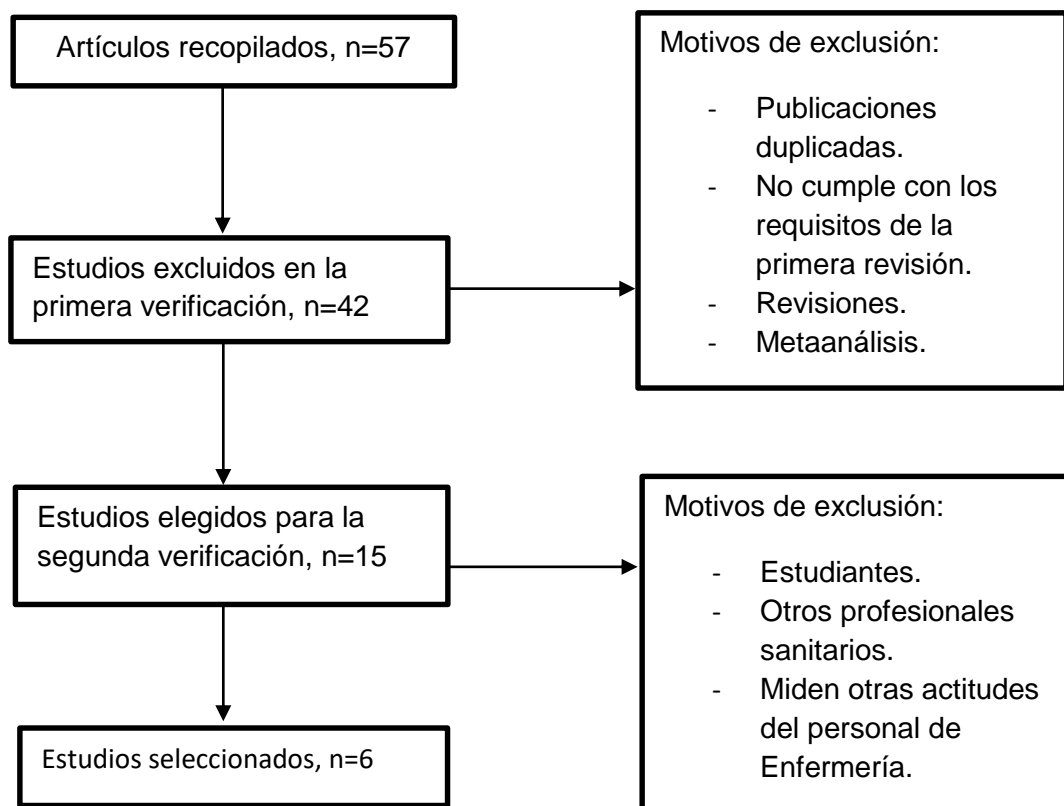 Artículos recopilados, n=57
Motivos de exclusión:
- Publicaciones
duplicadas.
- No cumple con los
requisitos de la
primera revisión.
- Revisiones.
- Metaanálisis.
Estudios excluidos en la
primera verificación, n=42
Estudios elegidos para la
segunda verificación, n=15
Motivos de exclusión:
- Estudiantes.
- Otros profesionales
sanitarios.
- Miden otras actitudes
del personal de
Enfermería.
Estudios seleccionados, n=6